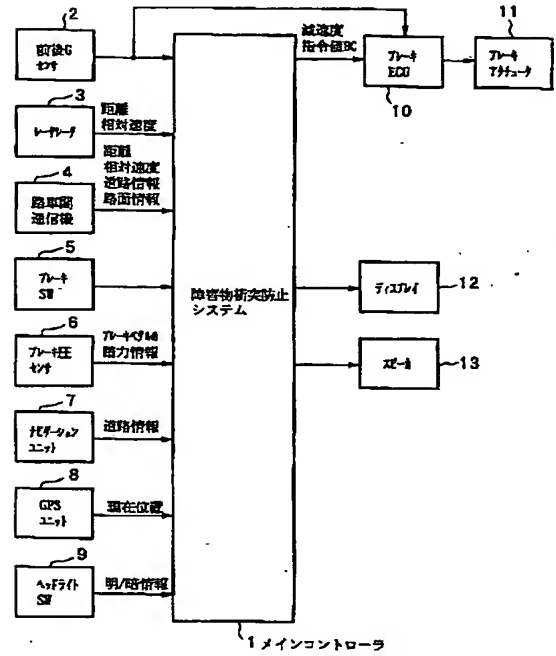 2
前後G
センサ
3
レーザレーダ
距離
相対速度
4
路車間
通信機
距離
相対速度
道路情報
路面情報
5
ブレーキ
SW
6
ブレーキ圧
センサ
ブレーキペダルの
踏力情報
7
ナビゲーション
ユニット
道路情報
8
GPS
ユニット
現在位置
9
ヘッドライト
SW
明/暗情報
障害物衝突防止
システム
1 メインコントローラ
減速度
指令値BC
ブレーキ
ECG
10
11
ブレーキ
アクチュータ
ディスプレイ
12
スピーカ
13